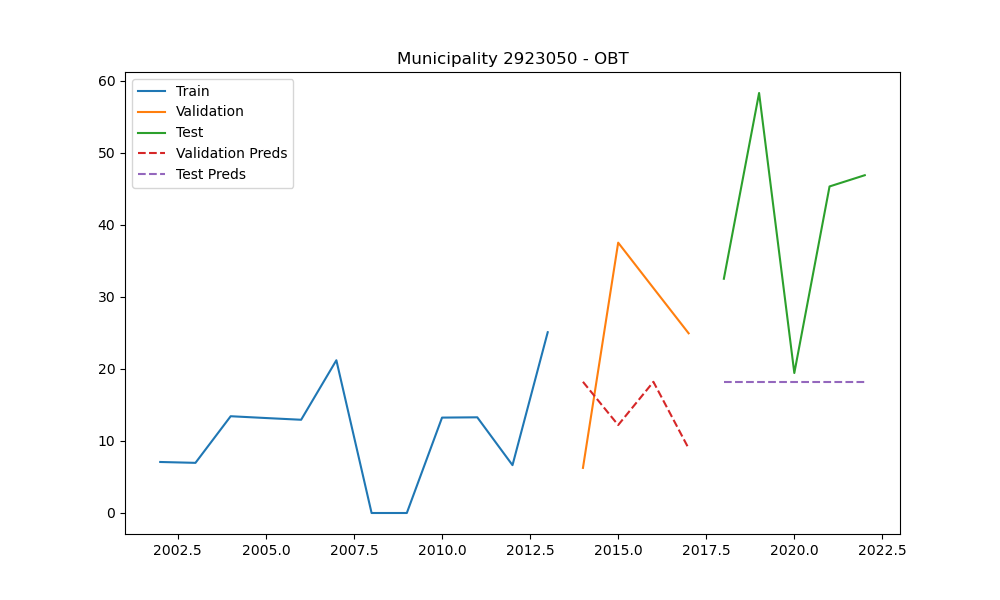 Municipality 2923050 - OBT
Train
Validation
Test
Validation Preds
Test Preds
60
50
40
30
20
10
0
2002.5 2005.0 2007.5 2010.0 2012.5 2015.0 2017.5 2020.0 2022.5